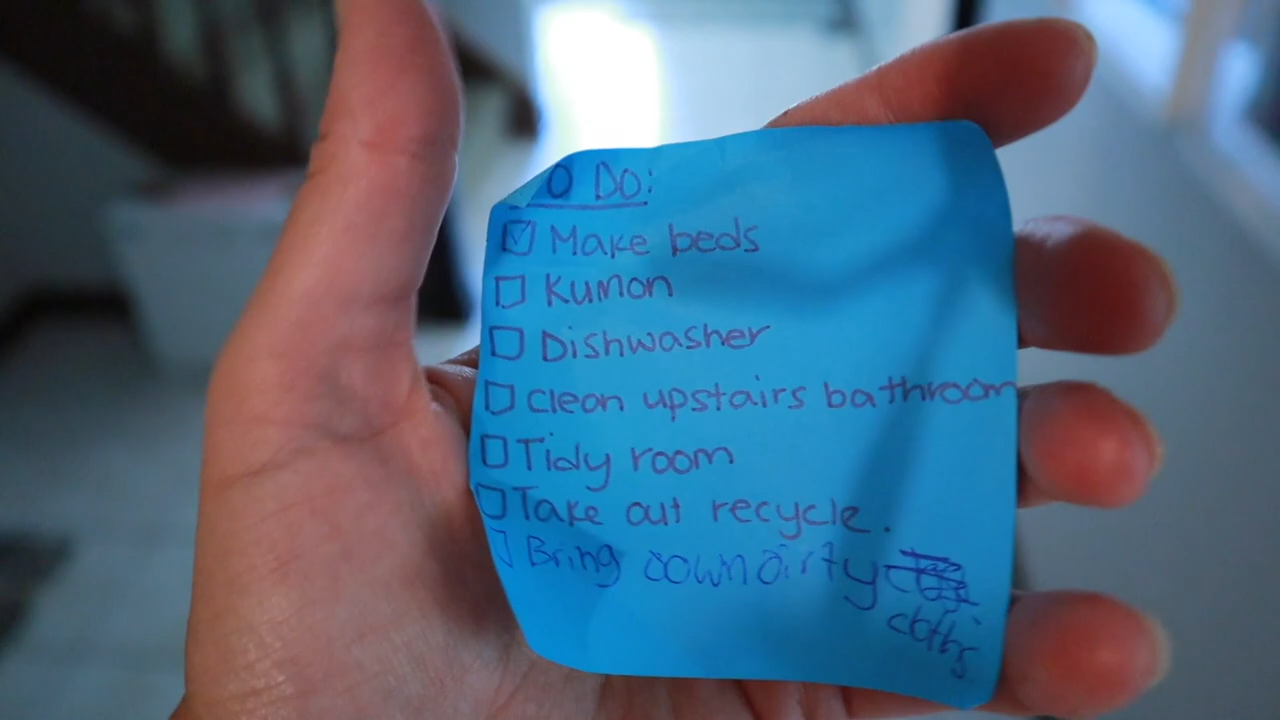 O Do:
Make beds
Kumon
Dishwasher
Clean upstairs bathroom
Tidy room
Take out recycle.
Bring down dirty
cloths